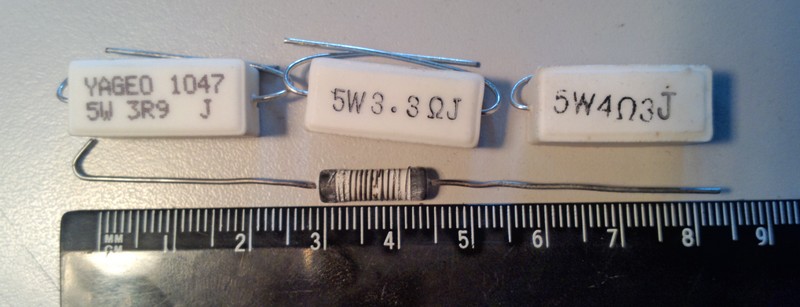 YAGEO 1047
5W 3R9 J
5W3.3ΩJ
5W4Ω3J
MM
CM
1 2 3 4 5 6 7 8 9